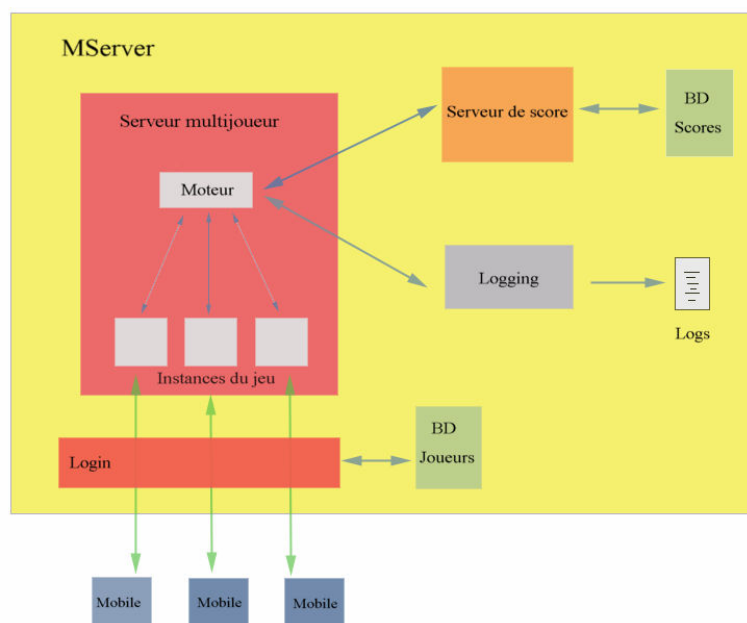 MServer
Serveur multijoueur
Moteur
Instances du jeu
Serveur de score
BD
Scores
Logging
Logs
Login
BD
Joueurs
Mobile
Mobile
Mobile